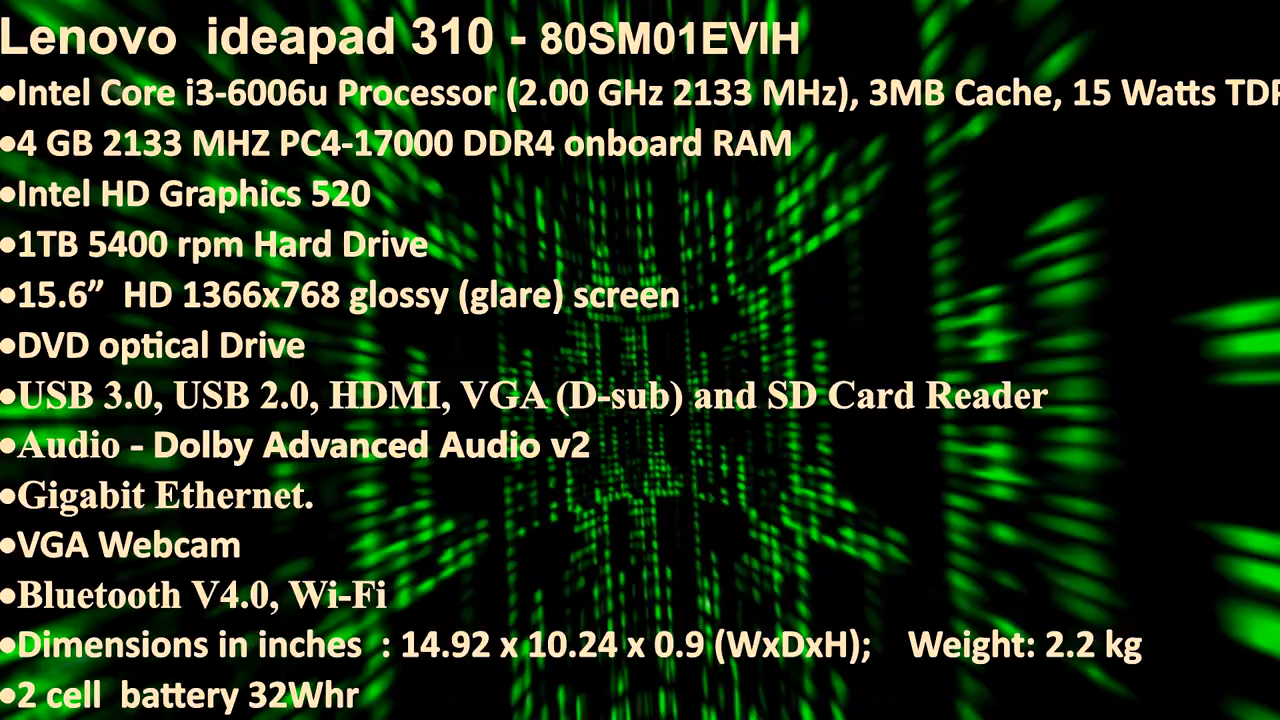 Lenovo ideapad 310 - 80SM01EVIH
•Intel Core i3-6006u Processor (2.00 GHz 2133 MHz), 3MB Cache, 15 Watts TDP
•4 GB 2133 MHZ PC4-17000 DDR4 onboard RAM
•Intel HD Graphics 520
•1TB 5400 rpm Hard Drive
•15.6” HD 1366x768 glossy (glare) screen
•DVD optical Drive
•USB 3.0, USB 2.0, HDMI, VGA (D-sub) and SD Card Reader
•Audio - Dolby Advanced Audio v2
•Gigabit Ethernet.
•VGA Webcam
•Bluetooth V4.0, Wi-Fi
•Dimensions in inches : 14.92 x 10.24 x 0.9 (WxDxH); Weight: 2.2 kg
•2 cell battery 32Whr